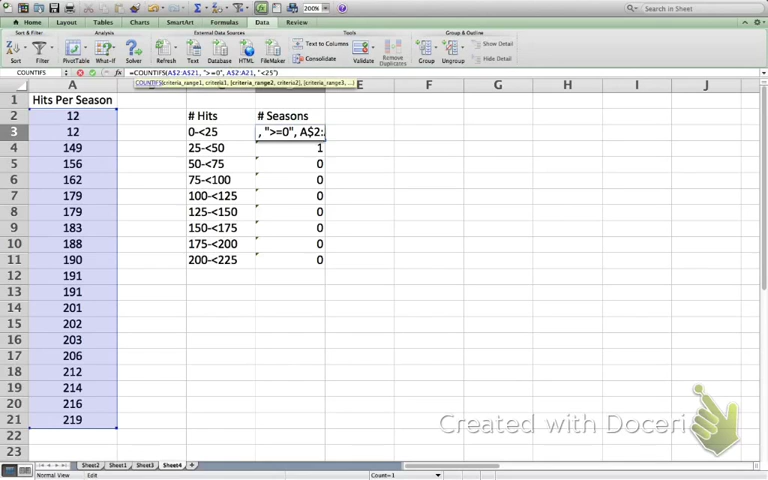 200%
Search in Sheet
Home Layout Tables Charts SmartArt Formulas Data Review
Sort & Filter Analysis External Data Sources Tools Group & Outline
Sort Filter PivotTable What-If Solver Refresh Text Database HTML FileMaker Text to Columns Consolidate Validate Remove Duplicates Group Ungroup Show Detail Hide Detail
COUNTIFS fx =COUNTIFS(A$2:A$21, ">=0", A$2:A21, "<25")
COUNTIFS(criteria_range1, criteria1, [criteria_range2, criteria2], [criteria_range3, ...)
A E F G H I J
1 Hits Per Season
2 12 # Hits # Seasons
3 12 0-<25 , ">=0", A$2:
4 149 25-<50 1
5 156 50-<75 0
6 162 75-<100 0
7 179 100-<125 0
8 179 125-<150 0
9 183 150-<175 0
10 188 175-<200 0
11 190 200-<225 0
12 191
13 191
14 201
15 202
16 203
17 206
18 212
19 214
20 216
21 219
22
23
Created with Doceri
Sheet2 Sheet1 Sheet3 Sheet4 +
Normal View Edit Count=1